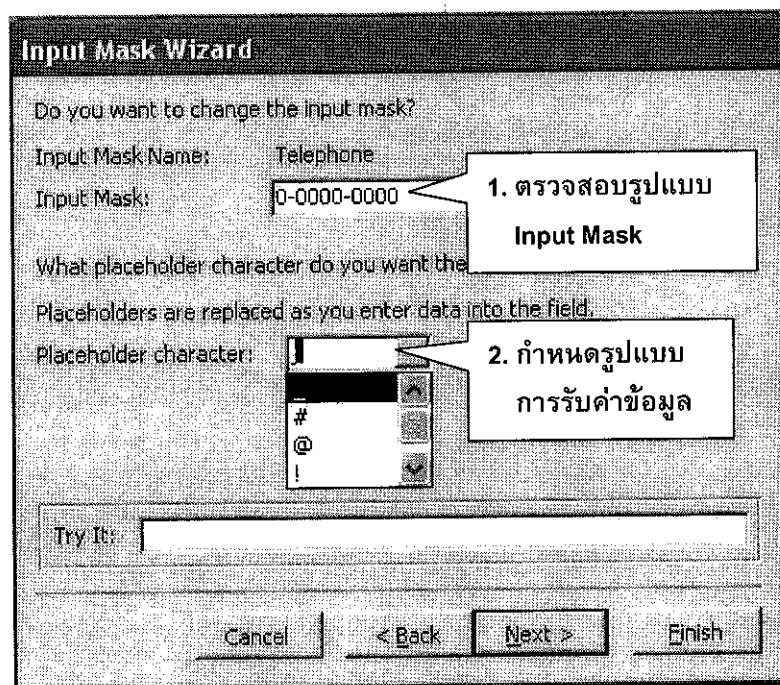 Input Mask Wizard
Do you want to change the input mask?
Input Mask Name: Telephone
Input Mask: 0-0000-0000
1. ตรวจสอบรูปแบบ
Input Mask
What placeholder character do you want the
Placeholders are replaced as you enter data into the field.
Placeholder character: _
2. กำหนดรูปแบบ
การรับค่าข้อมูล
_
#
@
!
Try It:
Cancel < Back Next > Finish